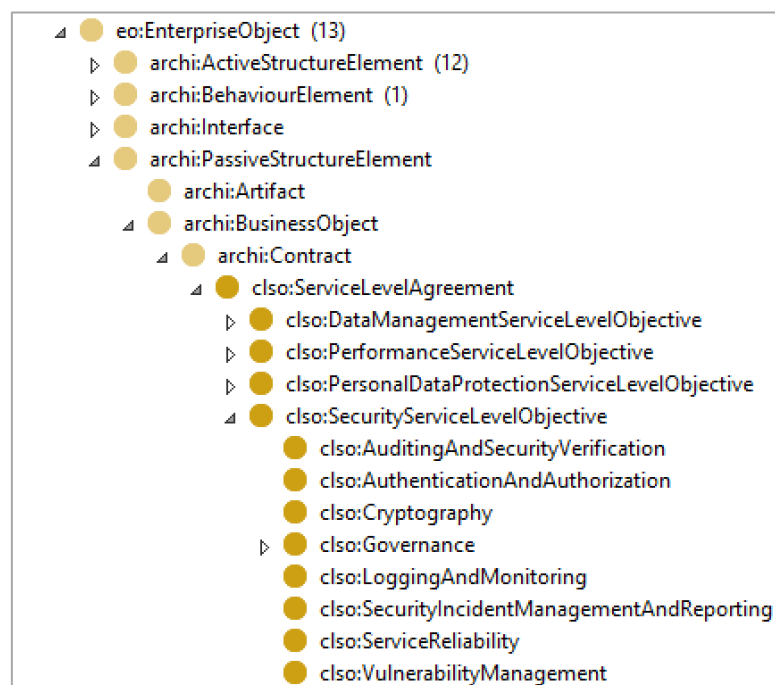 eo:EnterpriseObject (13)
archi:ActiveStructureElement (12)
archi:BehaviourElement (1)
archi:Interface
archi:PassiveStructureElement
archi:Artifact
archi:BusinessObject
archi:Contract
clso:ServiceLevelAgreement
clso:DataManagementServiceLevelObjective
clso:PerformanceServiceLevelObjective
clso:PersonalDataProtectionServiceLevelObjective
clso:SecurityServiceLevelObjective
clso:AuditingAndSecurityVerification
clso:AuthenticationAndAuthorization
clso:Cryptography
clso:Governance
clso:LoggingAndMonitoring
clso:SecurityIncidentManagementAndReporting
clso:ServiceReliability
clso:VulnerabilityManagement